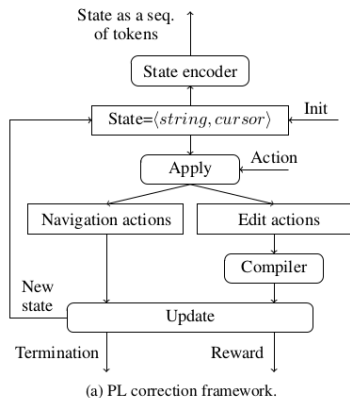 State as a seq.
of tokens
State encoder
State=⟨string, cursor⟩
Init
Apply
Action
Navigation actions
Edit actions
Compiler
New
state
Update
Termination
Reward
(a) PL correction framework.